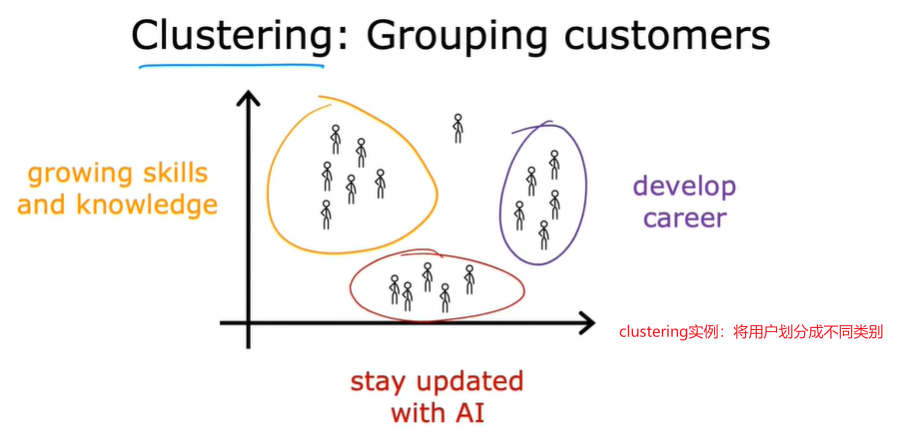 Clustering: Grouping customers
growing skills
and knowledge
develop
career
clustering实例：将用户划分成不同类别
stay updated
with AI